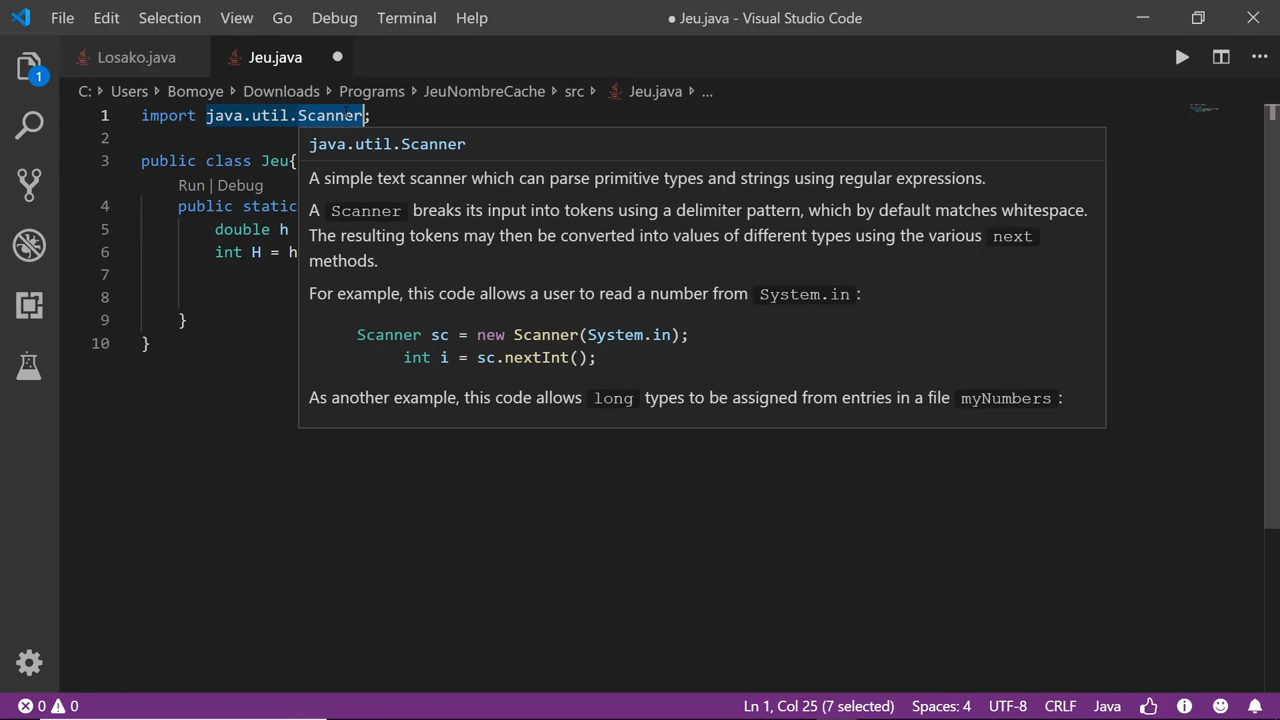 File Edit Selection View Go Debug Terminal Help ● Jeu.java - Visual Studio Code
Losako.java Jeu.java
C: › Users › Bomoye › Downloads › Programs › JeuNombreCache › src › Jeu.java › ...
1
1 import java.util.Scanner;
2
java.util.Scanner
3 public class Jeu{
A simple text scanner which can parse primitive types and strings using regular expressions.
Run | Debug
4 public static
A Scanner breaks its input into tokens using a delimiter pattern, which by default matches whitespace.
5 double h
The resulting tokens may then be converted into values of different types using the various next
6 int H = h
methods.
7
8
For example, this code allows a user to read a number from System.in :
9 }
Scanner sc = new Scanner(System.in);
10 }
int i = sc.nextInt();
As another example, this code allows long types to be assigned from entries in a file myNumbers :
0 0 Ln 1, Col 25 (7 selected) Spaces: 4 UTF-8 CRLF Java